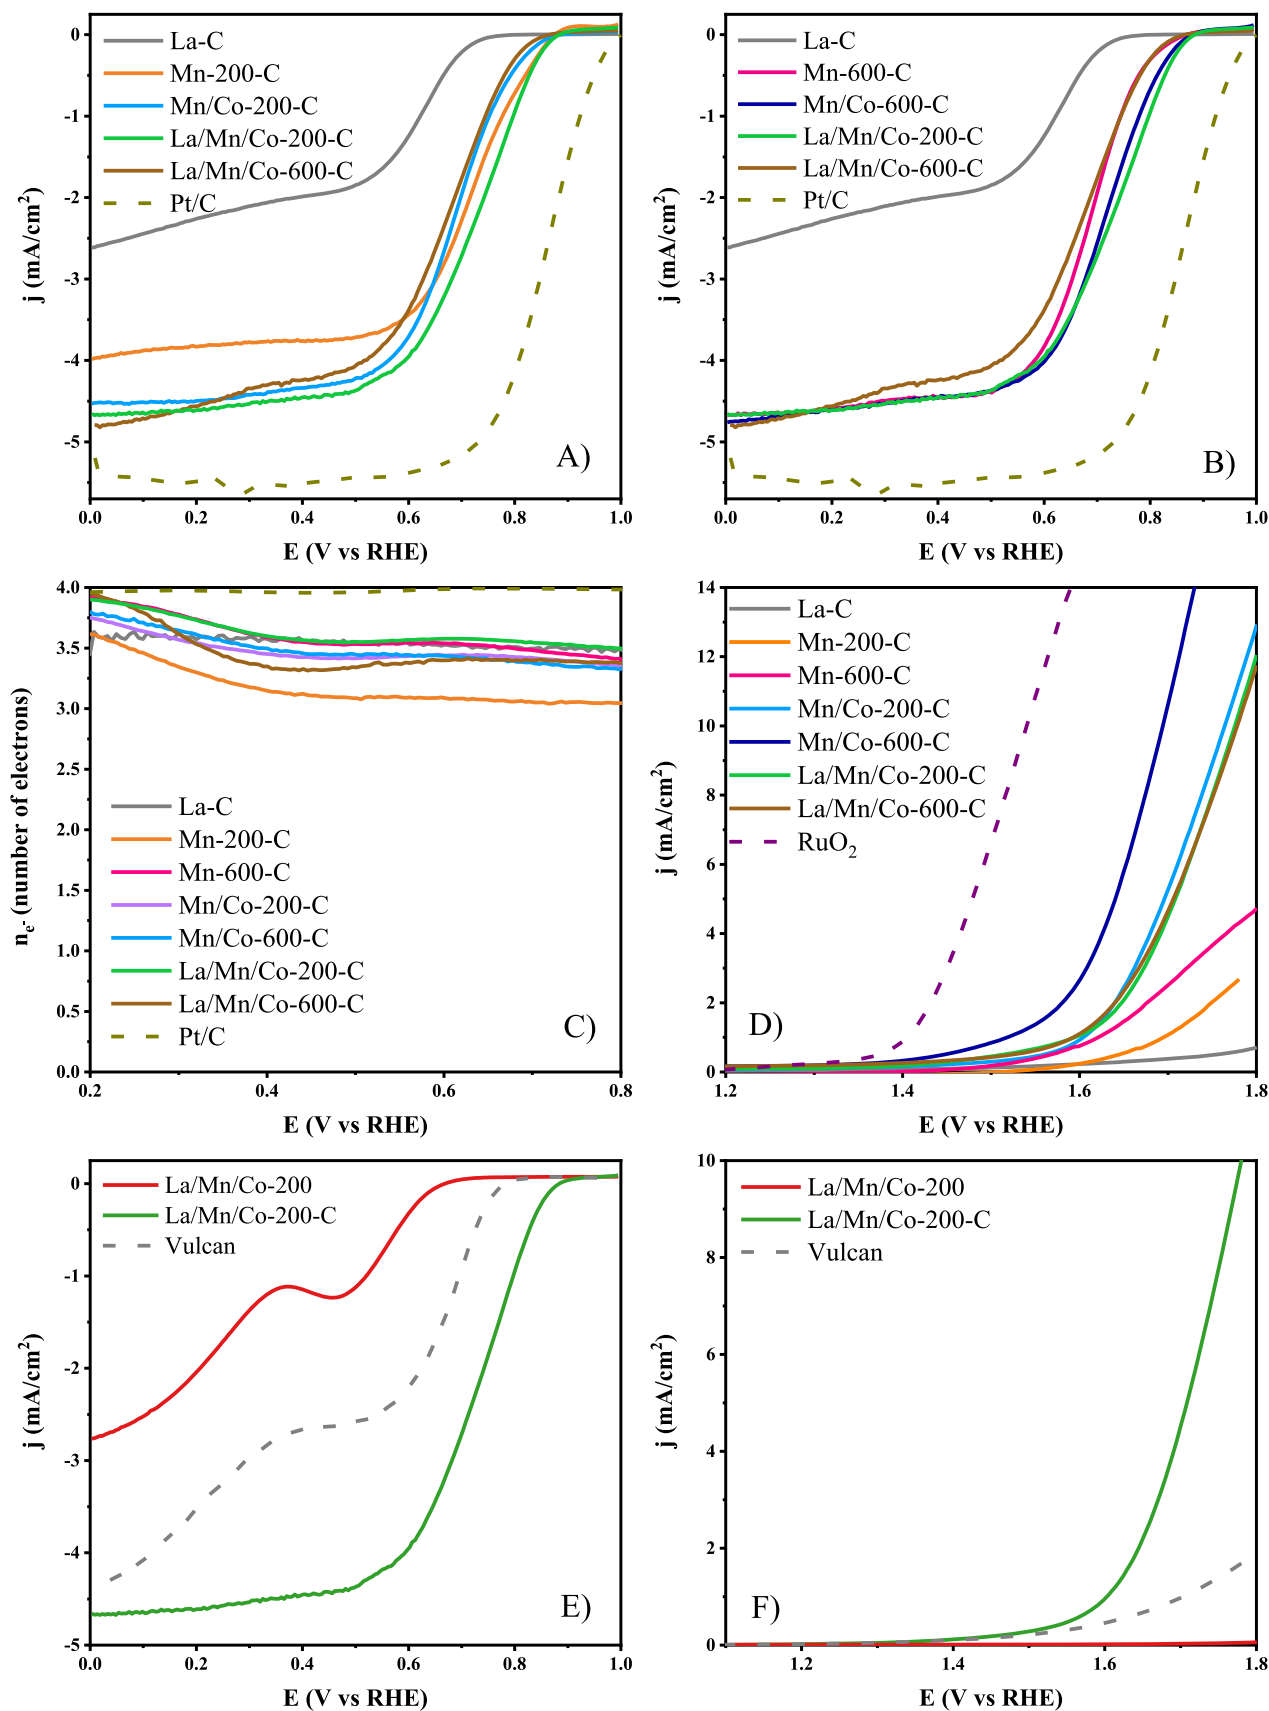 0
-1
-2
-3
-4
-5
j (mA/cm²)
La-C
Mn-200-C
Mn/Co-200-C
La/Mn/Co-200-C
La/Mn/Co-600-C
Pt/C
A)
0.0 0.2 0.4 0.6 0.8 1.0
E (V vs RHE)
0
-1
-2
-3
-4
-5
j (mA/cm²)
La-C
Mn-600-C
Mn/Co-600-C
La/Mn/Co-200-C
La/Mn/Co-600-C
Pt/C
B)
0.0 0.2 0.4 0.6 0.8 1.0
E (V vs RHE)
4.0
3.5
3.0
2.5
2.0
1.5
1.0
0.5
0.0
nₑ- (number of electrons)
La-C
Mn-200-C
Mn-600-C
Mn/Co-200-C
Mn/Co-600-C
La/Mn/Co-200-C
La/Mn/Co-600-C
Pt/C
C)
0.2 0.4 0.6 0.8
E (V vs RHE)
14
12
10
8
6
4
2
0
j (mA/cm²)
La-C
Mn-200-C
Mn-600-C
Mn/Co-200-C
Mn/Co-600-C
La/Mn/Co-200-C
La/Mn/Co-600-C
RuO₂
D)
1.2 1.4 1.6 1.8
E (V vs RHE)
0
-1
-2
-3
-4
-5
j (mA/cm²)
La/Mn/Co-200
La/Mn/Co-200-C
Vulcan
E)
0.0 0.2 0.4 0.6 0.8 1.0
E (V vs RHE)
10
8
6
4
2
0
j (mA/cm²)
La/Mn/Co-200
La/Mn/Co-200-C
Vulcan
F)
1.2 1.4 1.6 1.8
E (V vs RHE)